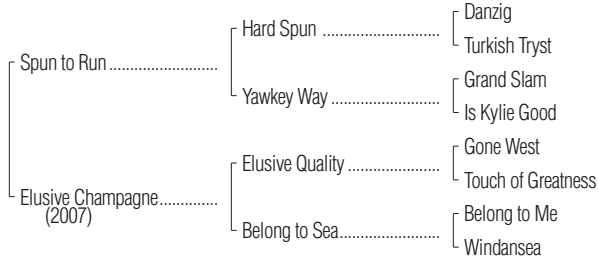 Danzig
Hard Spun ..........................
Turkish Tryst
Spun to Run ........................
Grand Slam
Yawkey Way ........................
Is Kylie Good
Gone West
Elusive Quality .....................
Touch of Greatness
Elusive Champagne .............
(2007)
Belong to Me
Belong to Sea ......................
Windansea